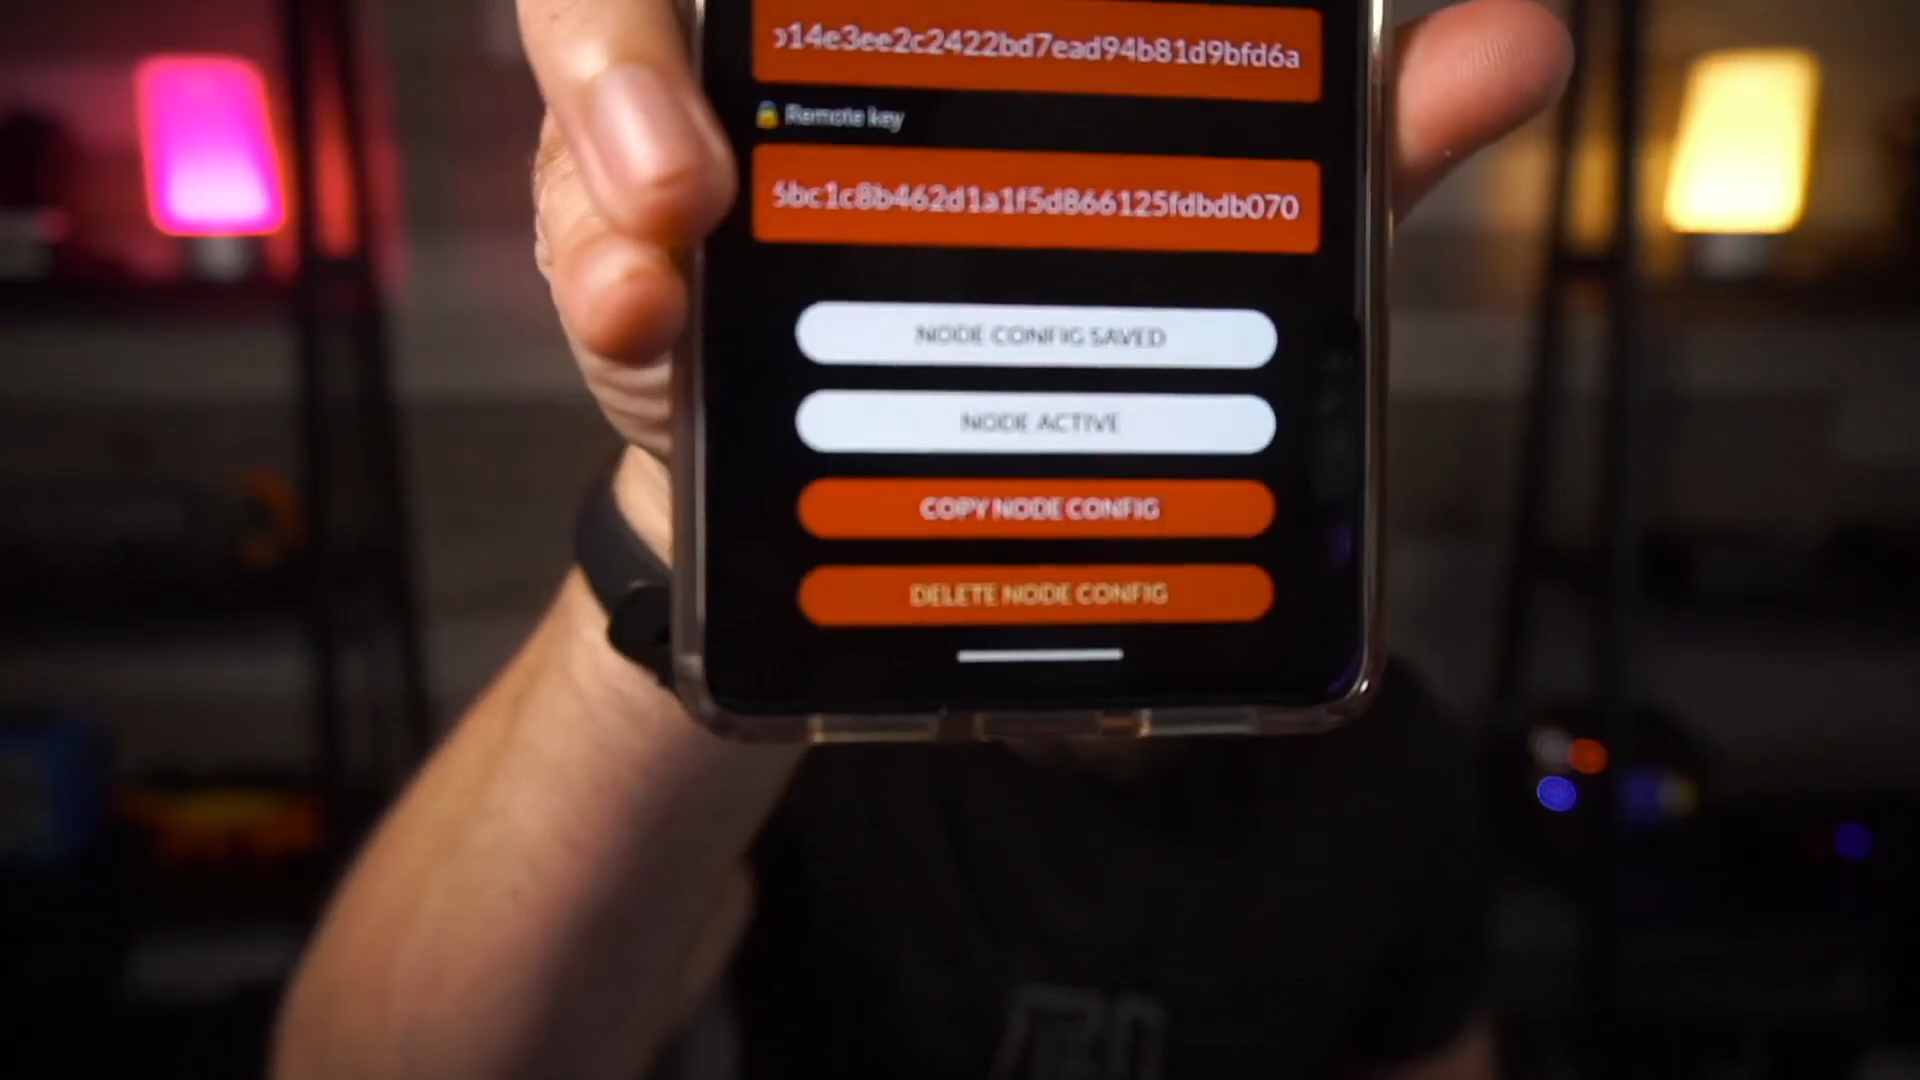 14e3ee2c2422bd7ead94b81d9bfd6a
Remote key
5bc1c8b462d1a1f5d866125fdbdb070
NODE CONFIG SAVED
NODE ACTIVE
COPY NODE CONFIG
DELETE NODE CONFIG